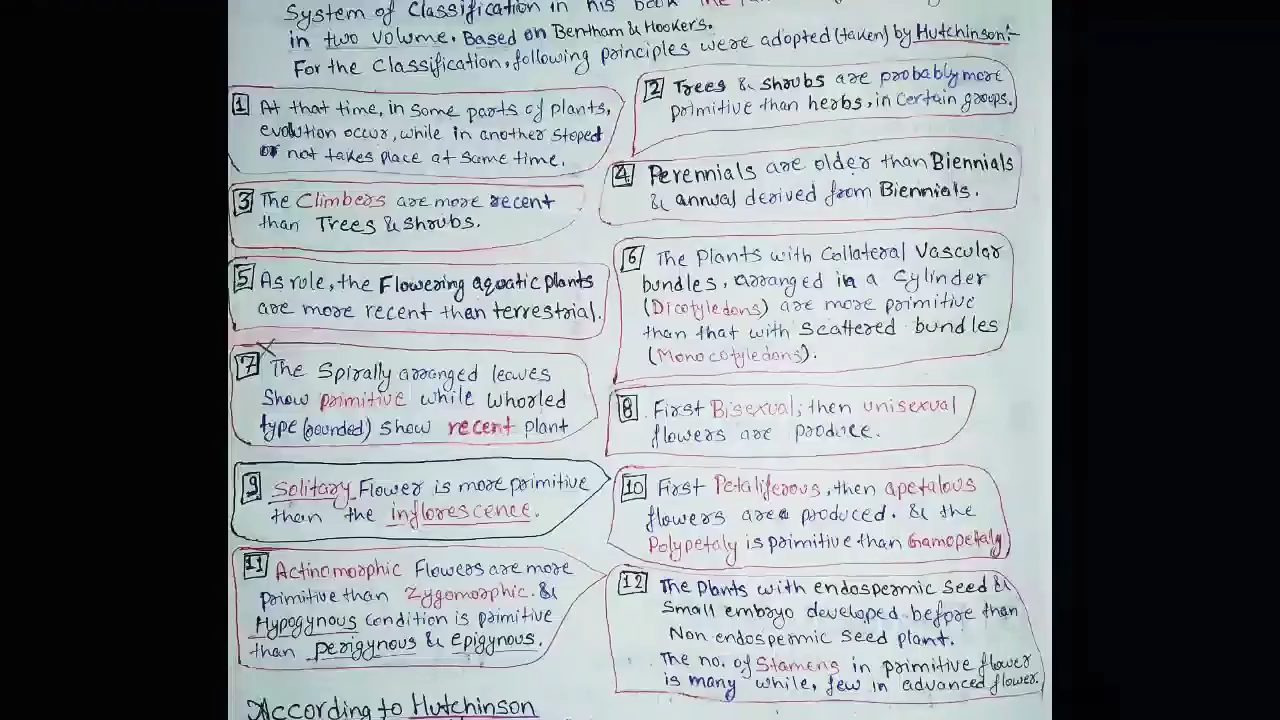 System of Classification in his book The
in two volume. Based on Bentham & Hookers.
For the Classification, following principles were adopted (taken) by Hutchinson:-
1 At that time, in some parts of plants,
evolution occur, while in another stoped
or not takes place at same time.
2 Trees & shrubs are probably more
primitive than herbs, in certain groups.
3 The Climbers are more recent
than Trees & shrubs.
4 Perennials are older than Biennials
& annual derived from Biennials.
5 As role, the Flowering aquatic plants
are more recent than terrestrial.
6 The Plants with Collateral Vascular
bundles, arranged in a Cylinder
(Dicotyledons) are more primitive
than that with Scattered bundles
(Monocotyledons).
7 The Spirally arranged leaves
show primitive while whorled
type (rounded) show recent plant
8 First Bisexual, then unisexual
flowers are produce.
9 Solitary Flower is more primitive
than the inflorescence.
10 First Petaliferous, then apetalous
flowers are produced. & the
Polypetaly is primitive than Gamopetaly
11 Actinomorphic Flowers are more
primitive than Zygomorphic. &
Hypogynous Condition is primitive
than perigynous & epigynous.
12 The plants with endospermic seed &
Small embryo developed before than
Non-endospermic seed plant.
The no. of Stamens in primitive flower
is many while, few in advanced flower.
According to Hutchinson